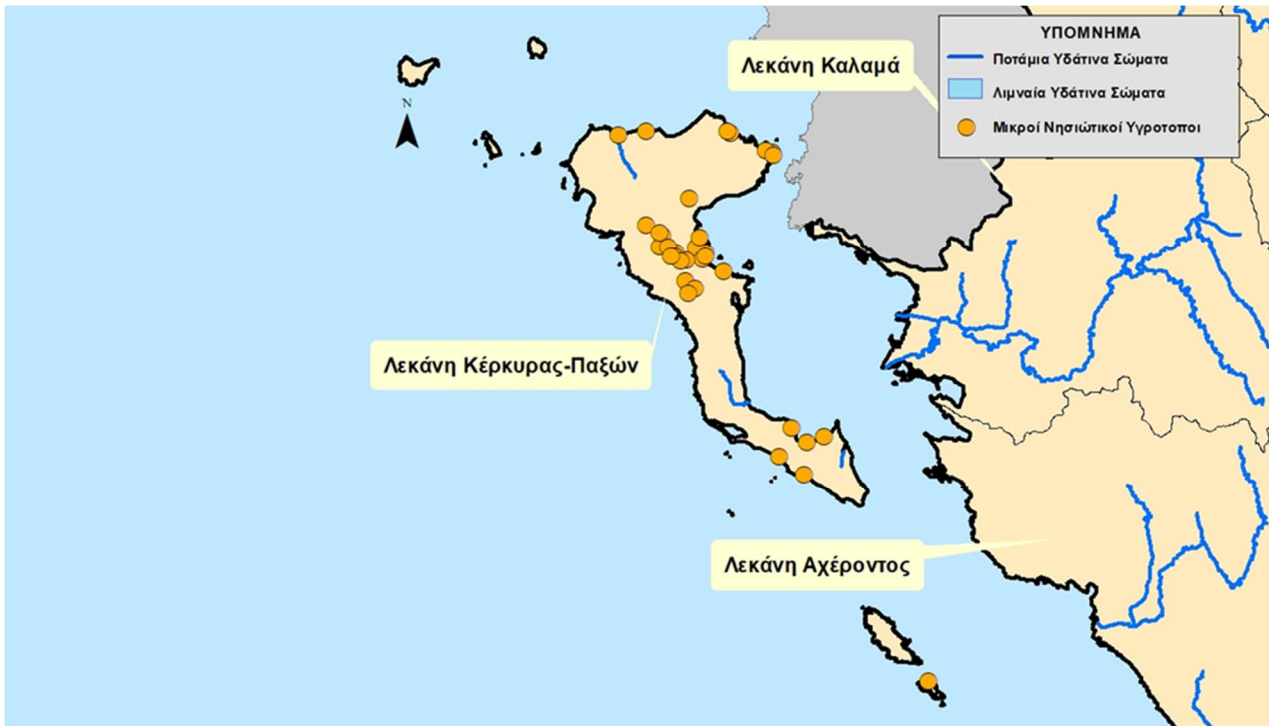 ΥΠΟΜΝΗΜΑ
Ποτάμια Υδάτινα Σώματα
Λιμναία Υδάτινα Σώματα
Μικροί Νησιώτικοί Υγροτοποι
Λεκάνη Καλαμά
N
Λεκάνη Κέρκυρας-Παξών
Λεκάνη Αχέροντος